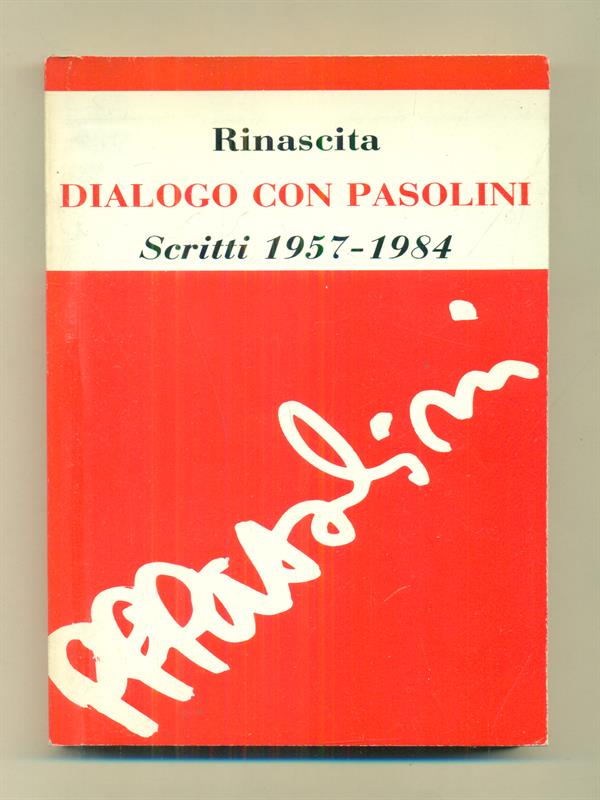 Rinascita
DIALOGO CON PASOLINI
Scritti 1957-1984
PPPasolini